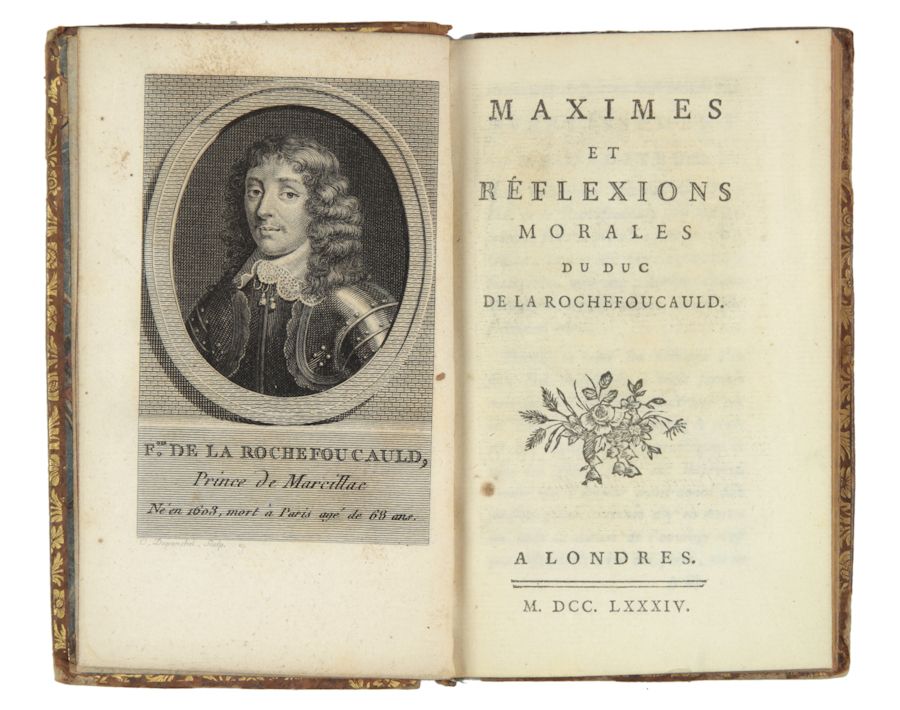 F.ois DE LA ROCHEFOUCAULD,
Prince de Marcillac
Né en 1603, mort à Paris agé de 68 ans.
Sculp.
MAXIMES
ET
RÉFLEXIONS
MORALES
DU DUC
DE LA ROCHEFOUCAULD.
A LONDRES.
M. DCC. LXXXIV.